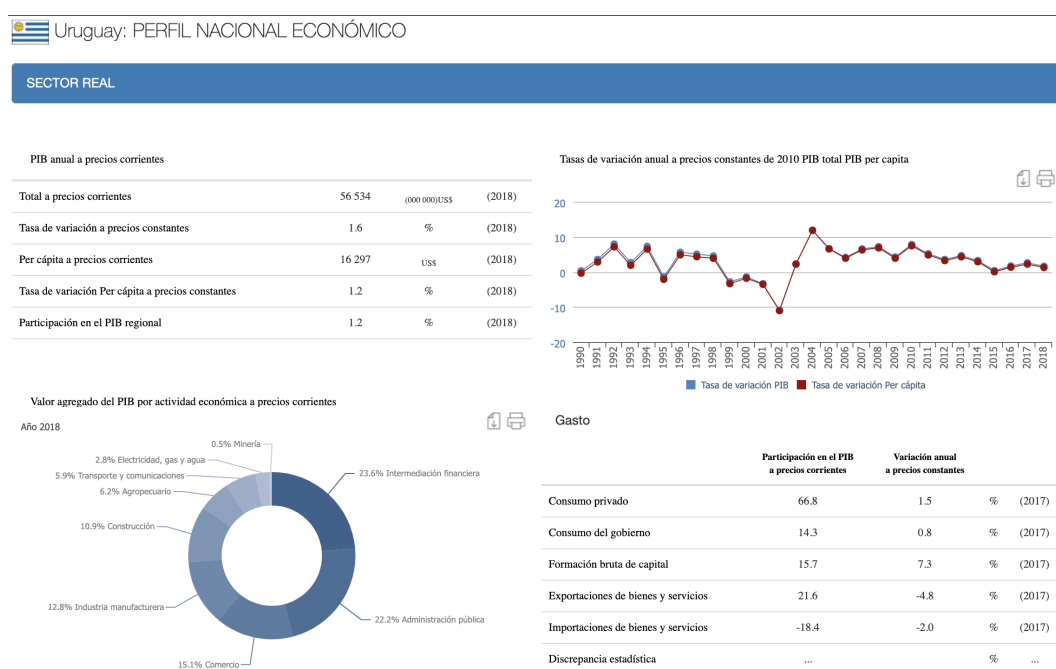 Uruguay: PERFIL NACIONAL ECONÓMICO
SECTOR REAL
PIB anual a precios corrientes
Total a precios corrientes 56 534 (000 000)US$ (2018)
Tasa de variación a precios constantes 1.6 % (2018)
Per cápita a precios corrientes 16 297 US$ (2018)
Tasa de variación Per cápita a precios constantes 1.2 % (2018)
Participación en el PIB regional 1.2 % (2018)
Tasas de variación anual a precios constantes de 2010 PIB total PIB per capita
20
10
0
-10
-20
1990 1991 1992 1993 1994 1995 1996 1997 1998 1999 2000 2001 2002 2003 2004 2005 2006 2007 2008 2009 2010 2011 2012 2013 2014 2015 2016 2017 2018
Tasa de variación PIB Tasa de variación Per cápita
Valor agregado del PIB por actividad económica a precios corrientes
Año 2018
0.5% Minería
2.8% Electricidad, gas y agua
5.9% Transporte y comunicaciones
6.2% Agropecuario
10.9% Construcción
12.8% Industria manufacturera
15.1% Comercio
23.6% Intermediación financiera
22.2% Administración pública
Gasto
Participación en el PIB Variación anual
a precios corrientes a precios constantes
Consumo privado 66.8 1.5 % (2017)
Consumo del gobierno 14.3 0.8 % (2017)
Formación bruta de capital 15.7 7.3 % (2017)
Exportaciones de bienes y servicios 21.6 -4.8 % (2017)
Importaciones de bienes y servicios -18.4 -2.0 % (2017)
Discrepancia estadística ... % ...